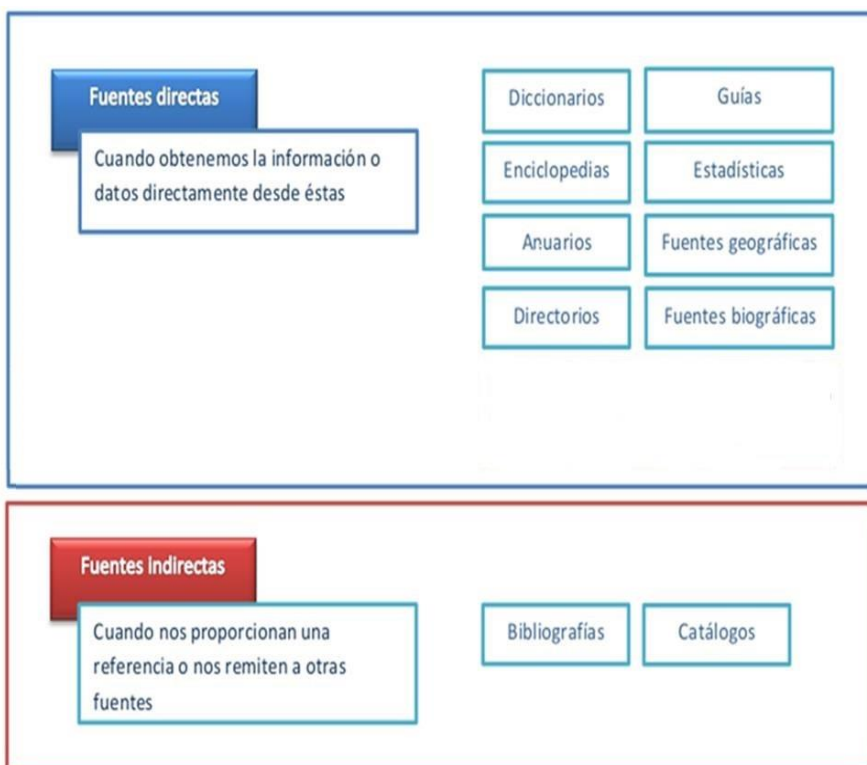 Fuentes directas
Cuando obtenemos la información o
datos directamente desde éstas
Diccionarios
Guías
Enciclopedias
Estadísticas
Anuarios
Fuentes geográficas
Directorios
Fuentes biográficas
Fuentes Indirectas
Cuando nos proporcionan una
referencia o nos remiten a otras
fuentes
Bibliografías
Catálogos